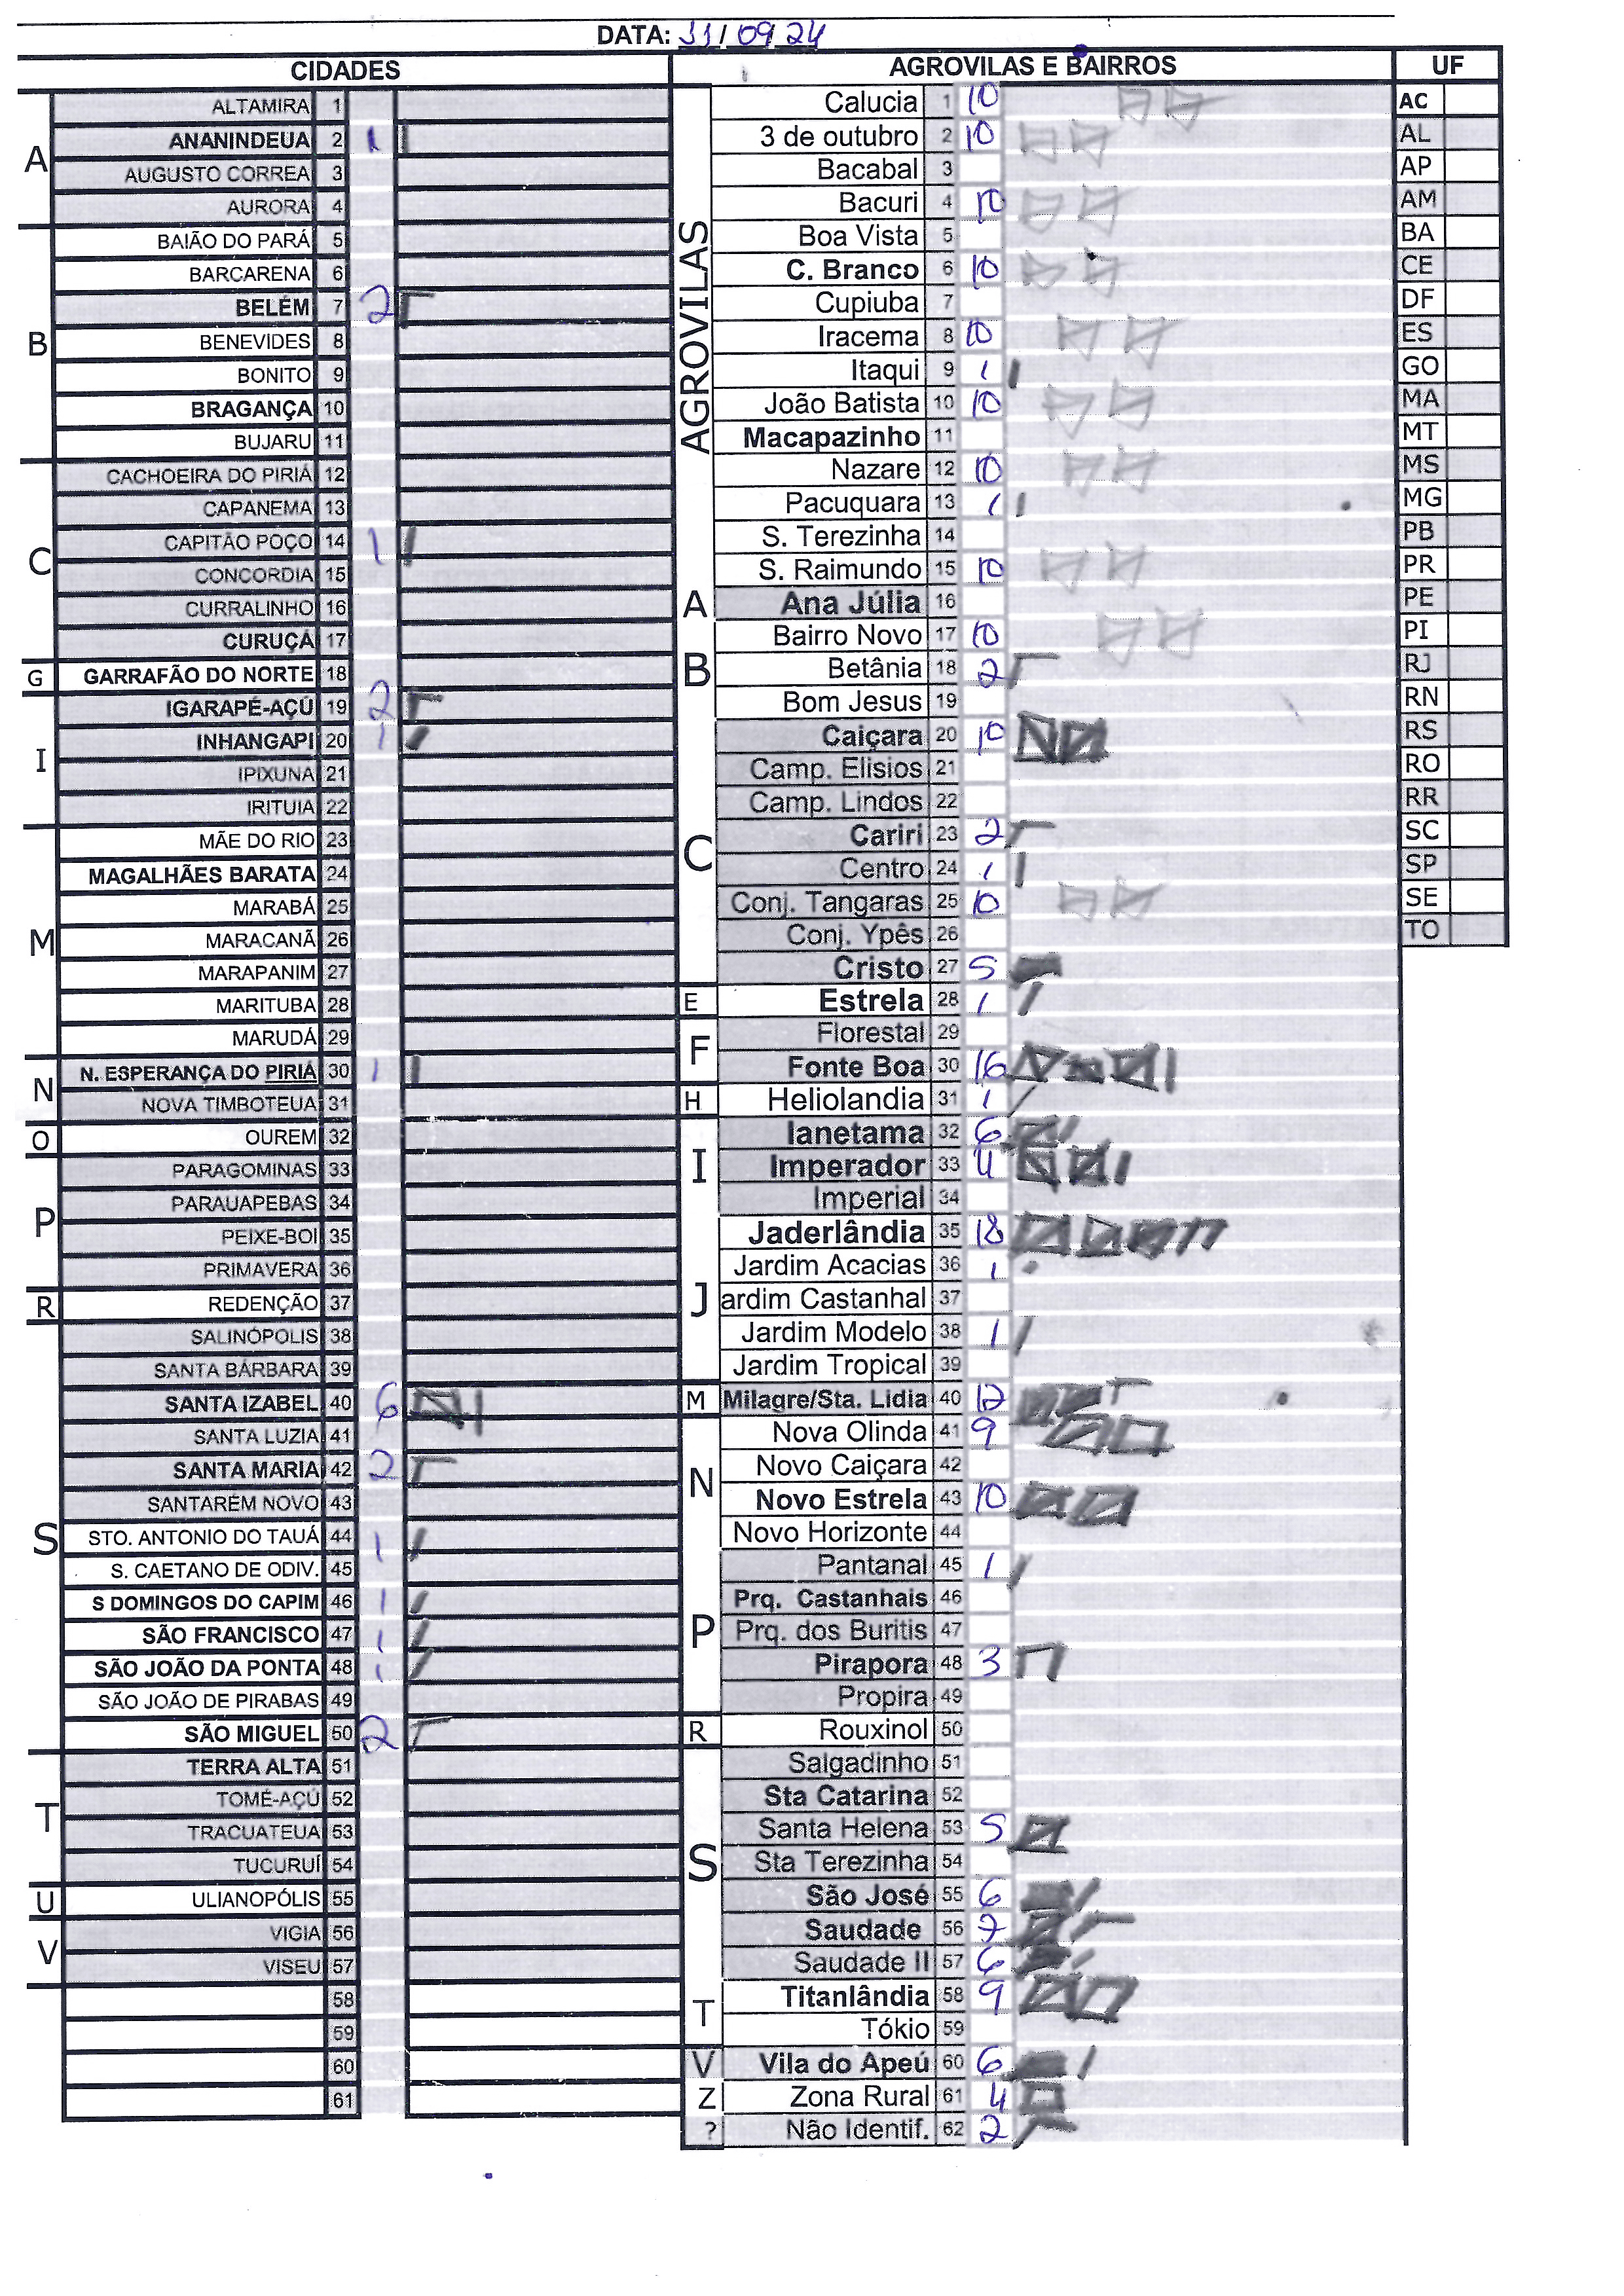 DATA: 11/09/24
CIDADES
A
ALTAMIRA 1
ANANINDEUA 2 1
AUGUSTO CORREA 3
AURORA 4
B
BAIÃO DO PARÁ 5
BARCARENA 6
BELÉM 7 2
BENEVIDES 8
BONITO 9
BRAGANÇA 10
BUJARU 11
C
CACHOEIRA DO PIRIÁ 12
CAPANEMA 13
CAPITÃO POÇO 14 1
CONCORDIA 15
CURRALINHO 16
CURUÇÁ 17
G
GARRAFÃO DO NORTE 18
I
IGARAPÉ-AÇÚ 19 2
INHANGAPI 20 1
IPIXUNA 21
IRITUIA 22
M
MÃE DO RIO 23
MAGALHÃES BARATA 24
MARABÁ 25
MARACANÃ 26
MARAPANIM 27
MARITUBA 28
MARUDÁ 29
N
N. ESPERANÇA DO PIRIÁ 30 1
NOVA TIMBOTEUA 31
O
OUREM 32
P
PARAGOMINAS 33
PARAUAPEBAS 34
PEIXE-BOI 35
PRIMAVERA 36
R
REDENÇÃO 37
S
SALINÓPOLIS 38
SANTA BÁRBARA 39
SANTA IZABEL 40 6
SANTA LUZIA 41
SANTA MARIA 42 2
SANTARÉM NOVO 43
STO. ANTONIO DO TAUÁ 44 1
S. CAETANO DE ODIV. 45
S DOMINGOS DO CAPIM 46 1
SÃO FRANCISCO 47 1
SÃO JOÃO DA PONTA 48 1
SÃO JOÃO DE PIRABAS 49
SÃO MIGUEL 50 2
T
TERRA ALTA 51
TOMÉ-AÇÚ 52
TRACUATEUA 53
TUCURUÍ 54
U
ULIANOPÓLIS 55
V
VIGIA 56
VISEU 57
58
59
60
61
AGROVILAS E BAIRROS
AGROVILAS
Calucia 1 10
3 de outubro 2 10
Bacabal 3
Bacuri 4 10
Boa Vista 5
C. Branco 6 10
Cupiuba 7
Iracema 8 10
Itaqui 9 1
João Batista 10 10
Macapazinho 11
Nazare 12 10
Pacuquara 13 1
S. Terezinha 14
S. Raimundo 15 10
A
Ana Júlia 16
B
Bairro Novo 17 10
Betânia 18 2
Bom Jesus 19
C
Caiçara 20 10
Camp. Elisios 21
Camp. Lindos 22
Cariri 23 2
Centro 24 1
Conj. Tangaras 25 10
Conj. Ypês 26
Cristo 27 5
E
Estrela 28 1
F
Florestal 29
Fonte Boa 30 16
H
Heliolandia 31 1
I
Ianetama 32 6
Imperador 33 4
Imperial 34
J
Jaderlândia 35 18
Jardim Acacias 36 1
ardim Castanhal 37
Jardim Modelo 38 1
Jardim Tropical 39
M
Milagre/Sta. Lidia 40 12
N
Nova Olinda 41 9
Novo Caiçara 42
Novo Estrela 43 10
Novo Horizonte 44
P
Pantanal 45 1
Prq. Castanhais 46
Prq. dos Buritis 47
Pirapora 48 3
Propira 49
R
Rouxinol 50
S
Salgadinho 51
Sta Catarina 52
Santa Helena 53 5
Sta Terezinha 54
São José 55 6
Saudade 56 7
Saudade II 57 6
T
Titanlândia 58 9
Tókio 59
V
Vila do Apeú 60 6
Z
Zona Rural 61 4
?
Não Identif. 62 2
UF
AC
AL
AP
AM
BA
CE
DF
ES
GO
MA
MT
MS
MG
PB
PR
PE
PI
RJ
RN
RS
RO
RR
SC
SP
SE
TO